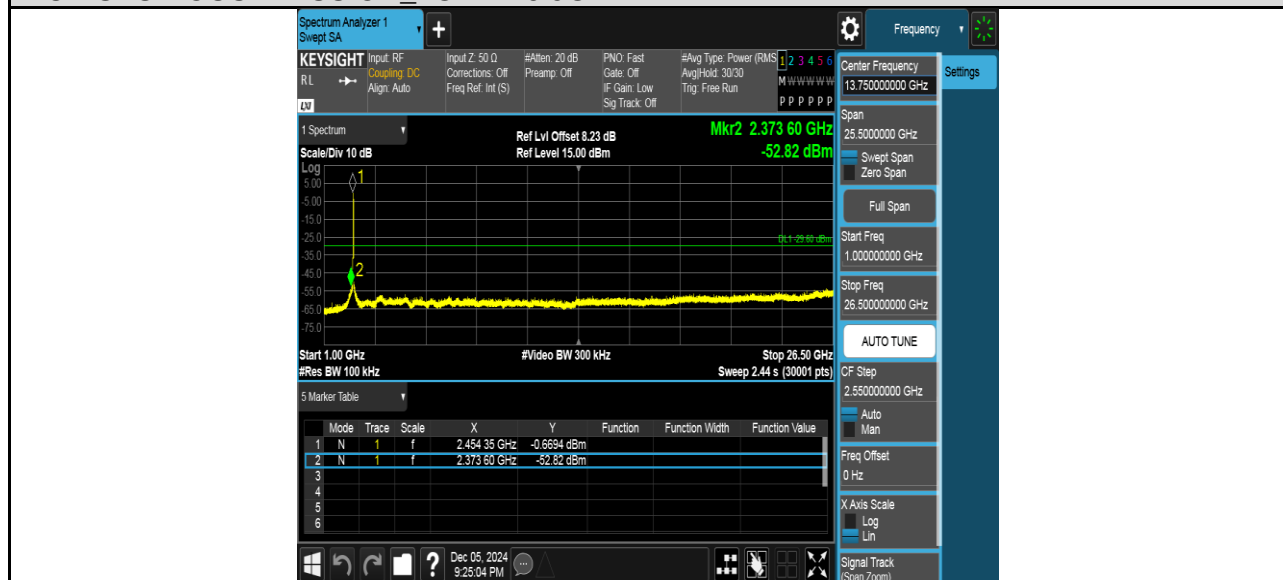 Spectrum Analyzer 1
Swept SA
+
Frequency
KEYSIGHT
RL
LXI
Input: RF
Coupling: DC
Align: Auto
Input Z: 50 Ω
Corrections: Off
Freq Ref: Int (S)
#Atten: 20 dB
Preamp: Off
PNO: Fast
Gate: Off
IF Gain: Low
Sig Track: Off
#Avg Type: Power (RMS
Avg|Hold: 30/30
Trig: Free Run
1 2 3 4 5 6
M W W W W W
P P P P P P
1 Spectrum
Scale/Div 10 dB
Ref Lvl Offset 8.23 dB
Ref Level 15.00 dBm
Mkr2 2.373 60 GHz
-52.82 dBm
Log
5.00
-5.00
-15.0
-25.0
-35.0
-45.0
-55.0
-65.0
-75.0
1
2
DL1 -29.60 dBm
Start 1.00 GHz
#Res BW 100 kHz
#Video BW 300 kHz
Stop 26.50 GHz
Sweep 2.44 s (30001 pts)
5 Marker Table
Mode Trace Scale X Y Function Function Width Function Value
1 N 1 f 2.454 35 GHz -0.6694 dBm
2 N 1 f 2.373 60 GHz -52.82 dBm
3
4
5
6
?
Dec 05, 2024
9:25:04 PM
Center Frequency
13.750000000 GHz
Settings
Span
25.5000000 GHz
Swept Span
Zero Span
Full Span
Start Freq
1.000000000 GHz
Stop Freq
26.500000000 GHz
AUTO TUNE
CF Step
2.550000000 GHz
Auto
Man
Freq Offset
0 Hz
X Axis Scale
Log
Lin
Signal Track
(Span Zoom)